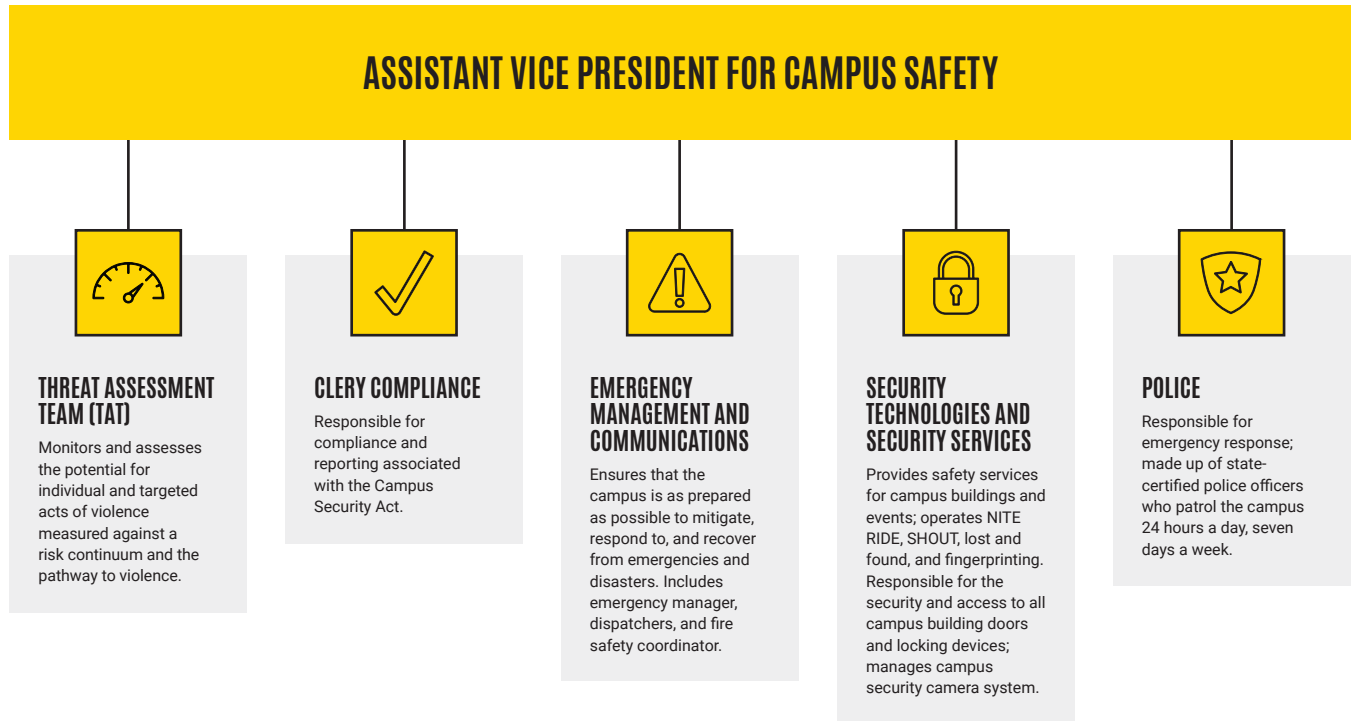 ASSISTANT VICE PRESIDENT FOR CAMPUS SAFETY
THREAT ASSESSMENT
TEAM (TAT)
Monitors and assesses
the potential for
individual and targeted
acts of violence
measured against a
risk continuum and the
pathway to violence.
CLERY COMPLIANCE
Responsible for
compliance and
reporting associated
with the Campus
Security Act.
EMERGENCY
MANAGEMENT AND
COMMUNICATIONS
Ensures that the
campus is as prepared
as possible to mitigate,
respond to, and recover
from emergencies and
disasters. Includes
emergency manager,
dispatchers, and fire
safety coordinator.
SECURITY
TECHNOLOGIES AND
SECURITY SERVICES
Provides safety services
for campus buildings and
events; operates NITE
RIDE, SHOUT, lost and
found, and fingerprinting.
Responsible for the
security and access to all
campus building doors
and locking devices;
manages campus
security camera system.
POLICE
Responsible for
emergency response;
made up of state-
certified police officers
who patrol the campus
24 hours a day, seven
days a week.